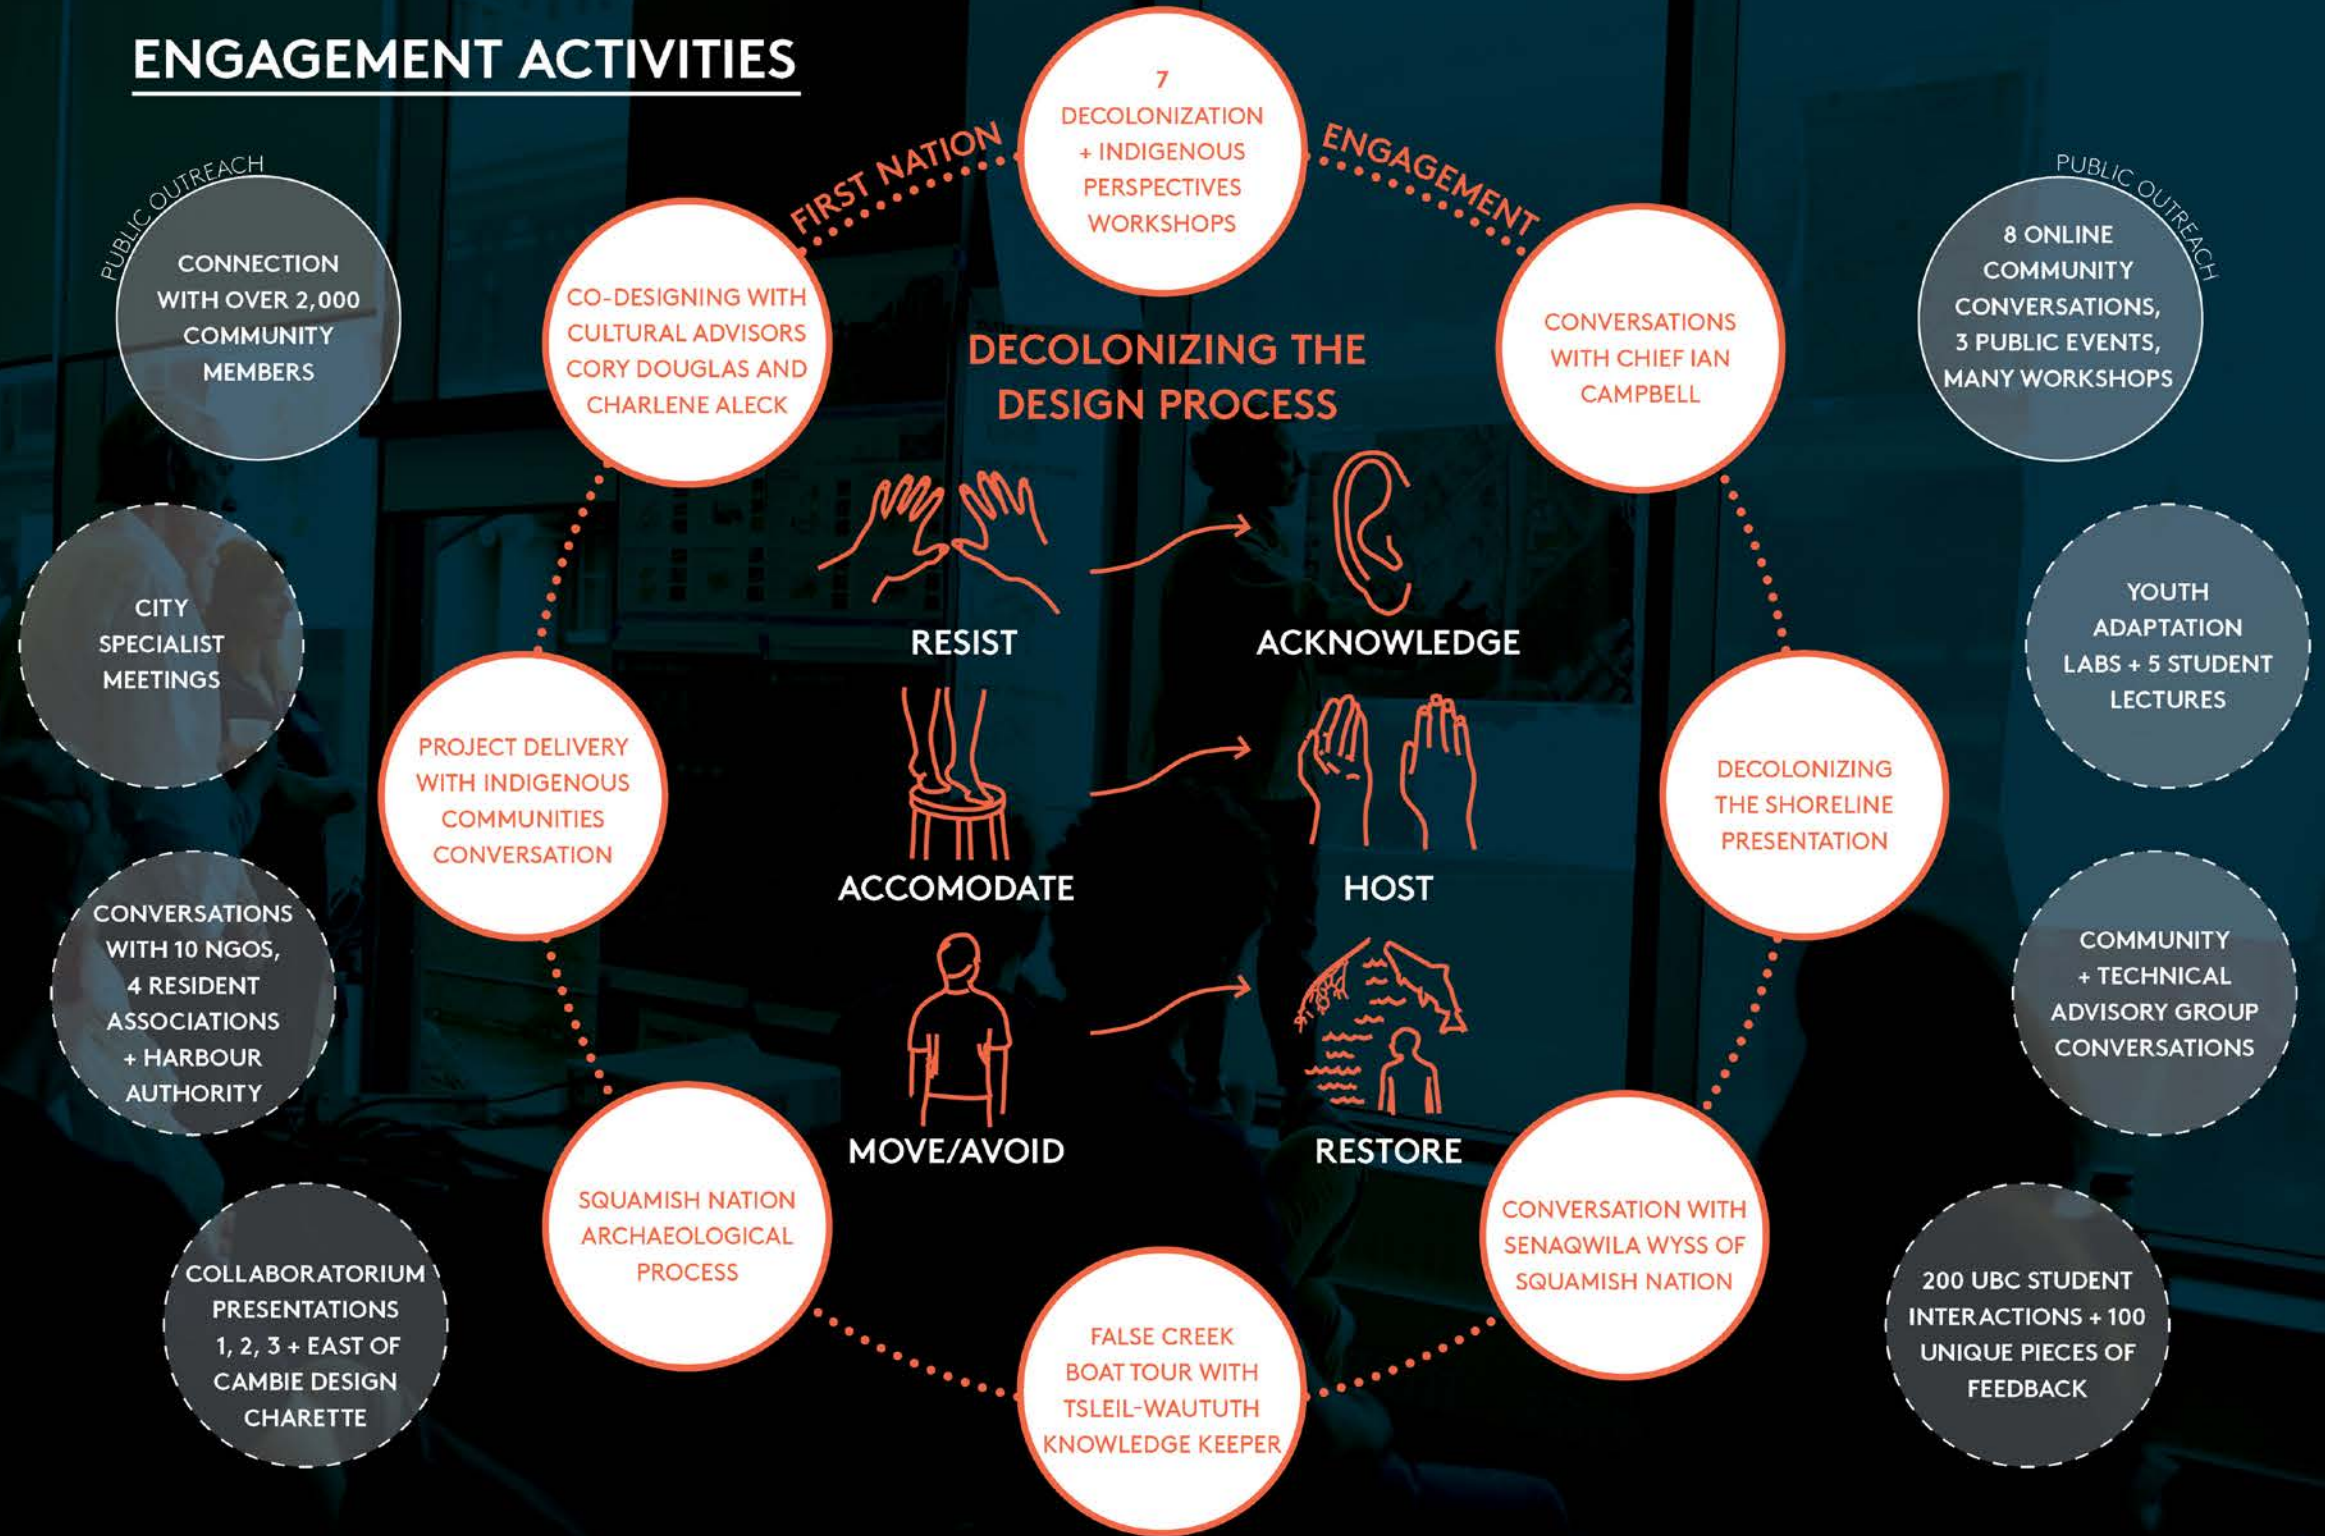 ENGAGEMENT ACTIVITIES
PUBLIC OUTREACH
CONNECTION
WITH OVER 2,000
COMMUNITY
MEMBERS
CITY
SPECIALIST
MEETINGS
CONVERSATIONS
WITH 10 NGOS,
4 RESIDENT
ASSOCIATIONS
+ HARBOUR
AUTHORITY
COLLABORATORIUM
PRESENTATIONS
1, 2, 3 + EAST OF
CAMBIE DESIGN
CHARETTE
FIRST NATION
ENGAGEMENT
7
DECOLONIZATION
+ INDIGENOUS
PERSPECTIVES
WORKSHOPS
CONVERSATIONS
WITH CHIEF IAN
CAMPBELL
DECOLONIZING
THE SHORELINE
PRESENTATION
CONVERSATION WITH
SENAQWILA WYSS OF
SQUAMISH NATION
FALSE CREEK
BOAT TOUR WITH
TSLEIL-WAUTUTH
KNOWLEDGE KEEPER
SQUAMISH NATION
ARCHAEOLOGICAL
PROCESS
PROJECT DELIVERY
WITH INDIGENOUS
COMMUNITIES
CONVERSATION
CO-DESIGNING WITH
CULTURAL ADVISORS
CORY DOUGLAS AND
CHARLENE ALECK
DECOLONIZING THE
DESIGN PROCESS
RESIST
ACKNOWLEDGE
ACCOMODATE
HOST
MOVE/AVOID
RESTORE
PUBLIC OUTREACH
8 ONLINE
COMMUNITY
CONVERSATIONS,
3 PUBLIC EVENTS,
MANY WORKSHOPS
YOUTH
ADAPTATION
LABS + 5 STUDENT
LECTURES
COMMUNITY
+ TECHNICAL
ADVISORY GROUP
CONVERSATIONS
200 UBC STUDENT
INTERACTIONS + 100
UNIQUE PIECES OF
FEEDBACK